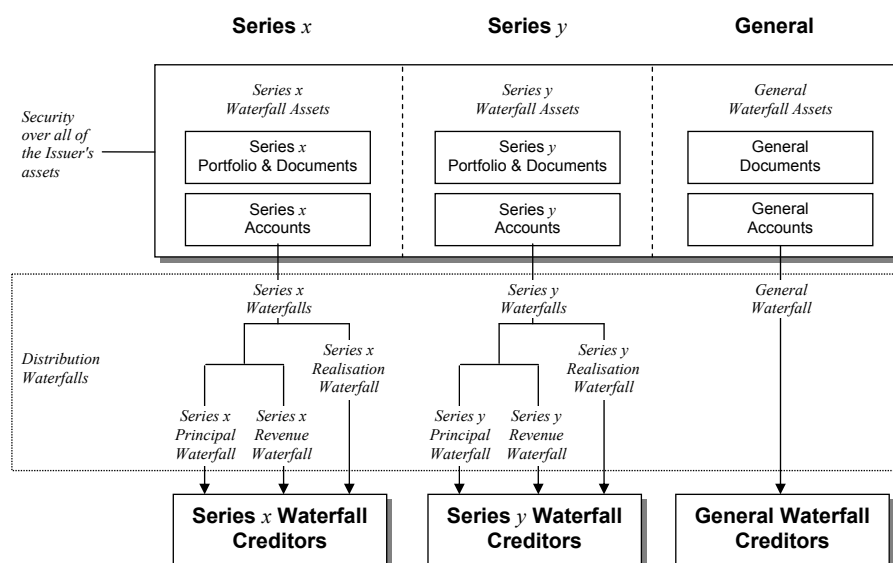 Series x
Series y
General
Security
over all of
the Issuer's
assets
Series x
Waterfall Assets
Series y
Waterfall Assets
General
Waterfall Assets
Series x
Portfolio & Documents
Series y
Portfolio & Documents
General
Documents
Series x
Accounts
Series y
Accounts
General
Accounts
Distribution
Waterfalls
Series x
Waterfalls
Series y
Waterfalls
General
Waterfall
Series x
Realisation
Waterfall
Series y
Realisation
Waterfall
Series x
Principal
Waterfall
Series x
Revenue
Waterfall
Series y
Principal
Waterfall
Series y
Revenue
Waterfall
Series x Waterfall
Creditors
Series y Waterfall
Creditors
General Waterfall
Creditors